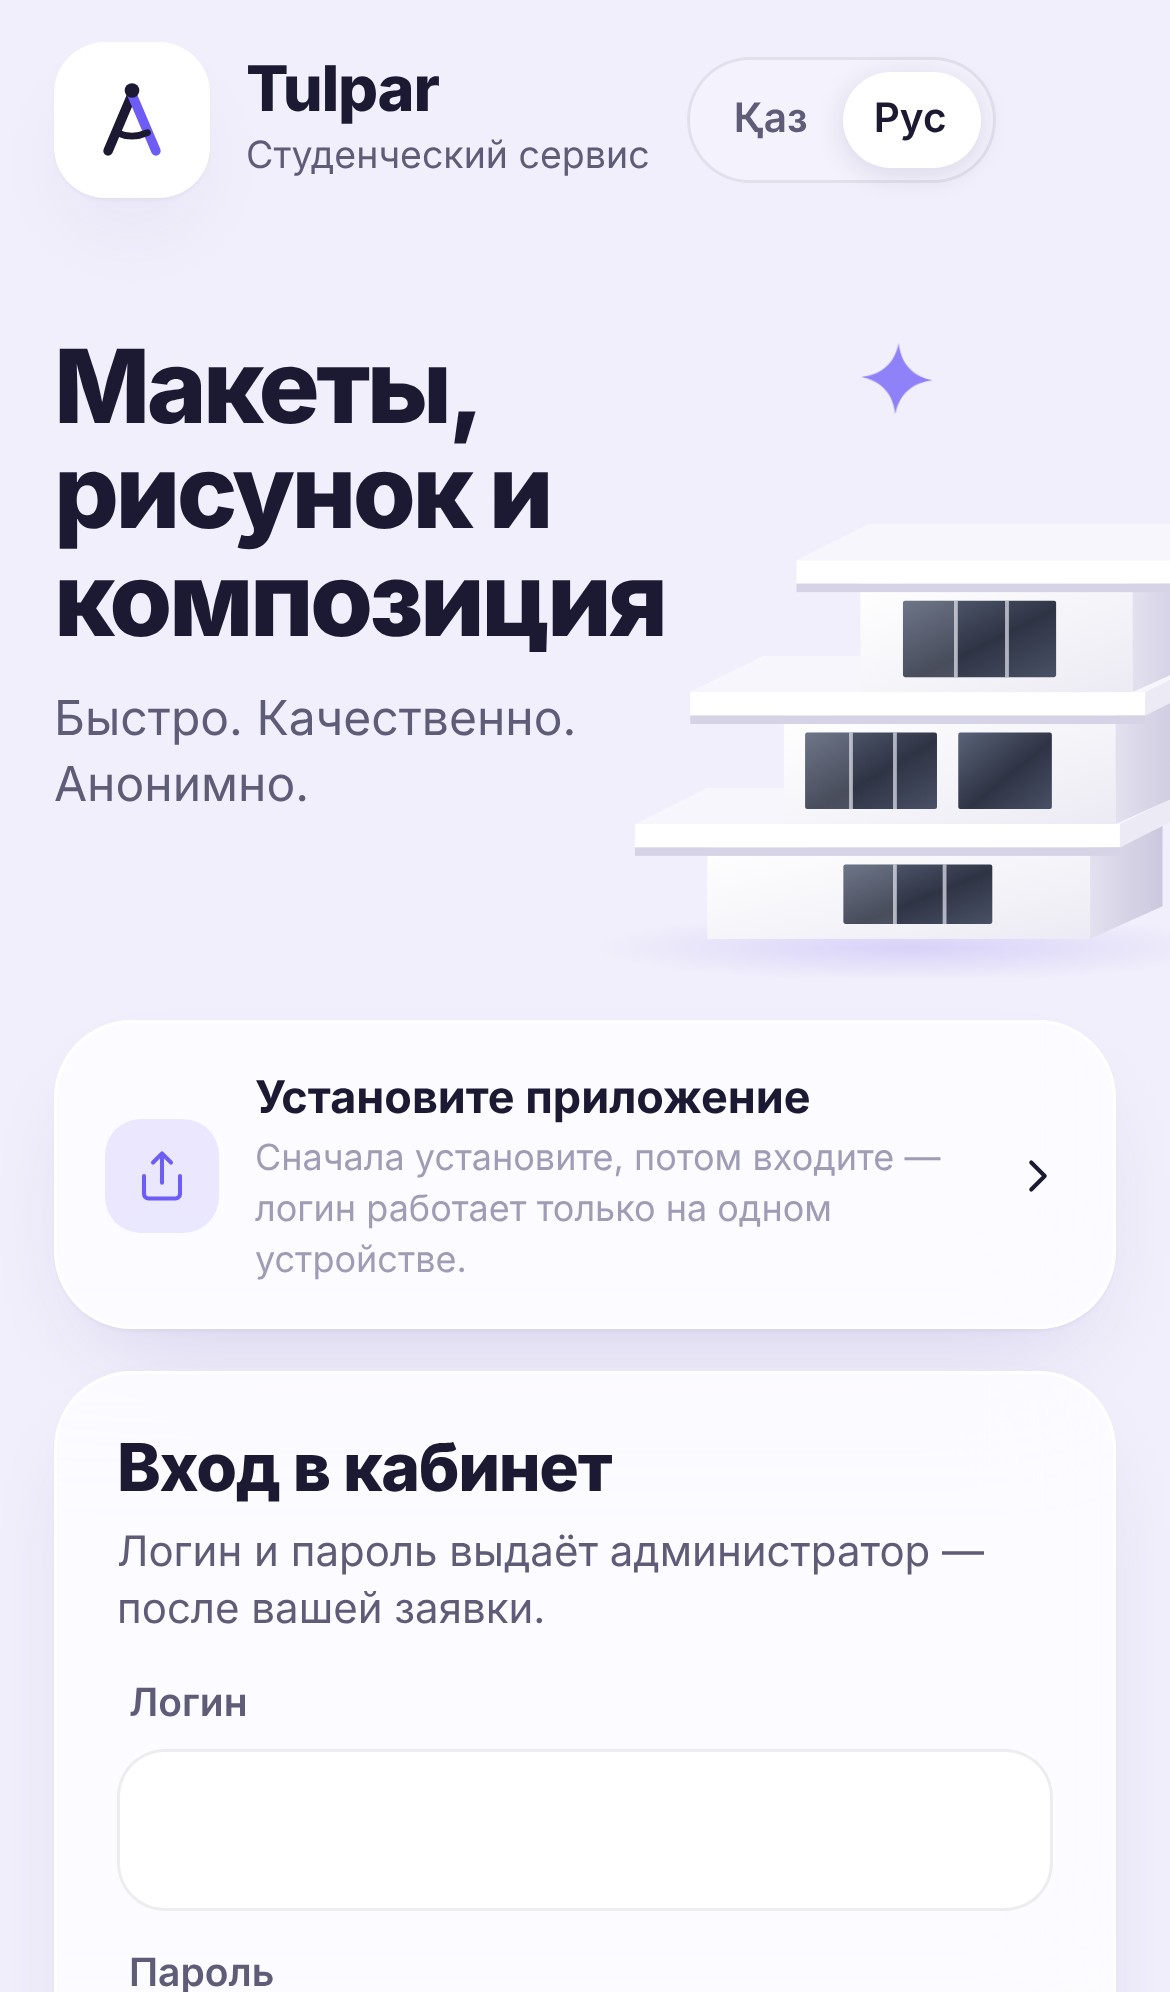 Tulpar
Студенческий сервис
Қаз
Рус
Макеты,
рисунок и
композиция
Быстро. Качественно.
Анонимно.
Установите приложение
Сначала установите, потом входите —
логин работает только на одном
устройстве.
Вход в кабинет
Логин и пароль выдаёт администратор —
после вашей заявки.
Логин
Пароль